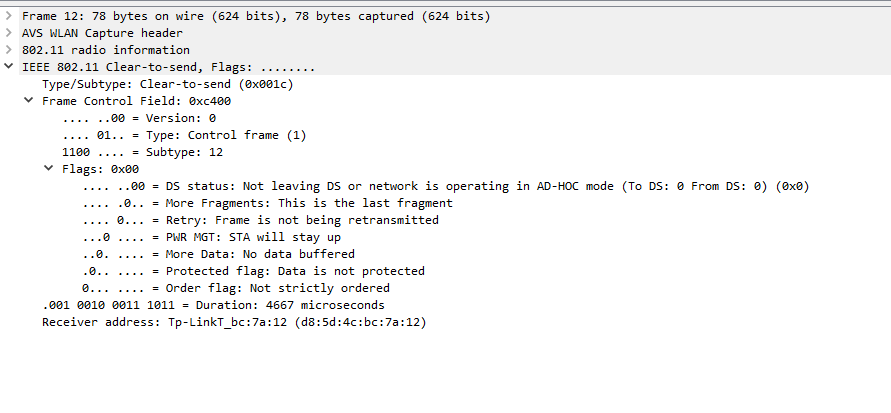 Frame 12: 78 bytes on wire (624 bits), 78 bytes captured (624 bits)
AVS WLAN Capture header
802.11 radio information
IEEE 802.11 Clear-to-send, Flags: ........
Type/Subtype: Clear-to-send (0x001c)
Frame Control Field: 0xc400
.... ..00 = Version: 0
.... 01.. = Type: Control frame (1)
1100 .... = Subtype: 12
Flags: 0x00
.... ..00 = DS status: Not leaving DS or network is operating in AD-HOC mode (To DS: 0 From DS: 0) (0x0)
.... .0.. = More Fragments: This is the last fragment
.... 0... = Retry: Frame is not being retransmitted
...0 .... = PWR MGT: STA will stay up
..0. .... = More Data: No data buffered
.0.. .... = Protected flag: Data is not protected
0... .... = Order flag: Not strictly ordered
.001 0010 0011 1011 = Duration: 4667 microseconds
Receiver address: Tp-LinkT_bc:7a:12 (d8:5d:4c:bc:7a:12)